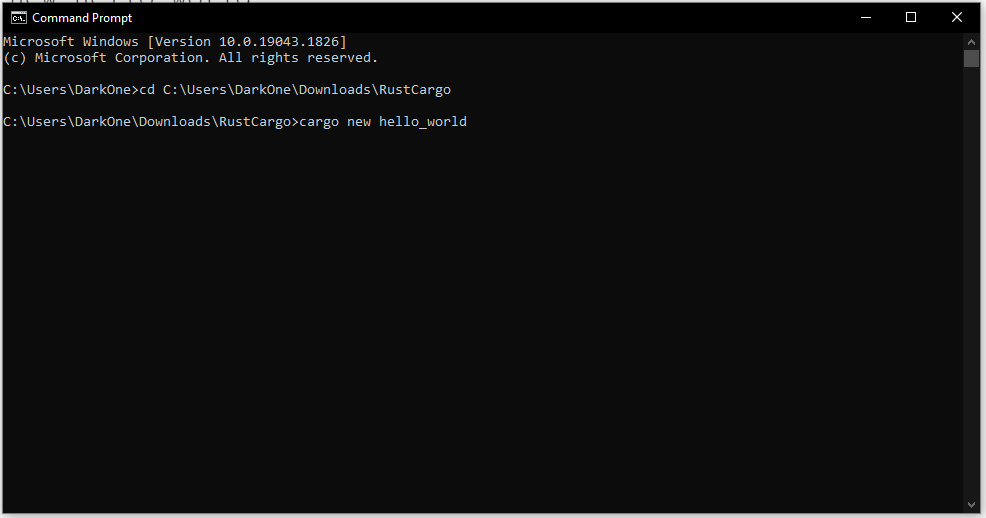 Command Prompt
Microsoft Windows [Version 10.0.19043.1826]
(c) Microsoft Corporation. All rights reserved.
C:\Users\DarkOne>cd C:\Users\DarkOne\Downloads\RustCargo
C:\Users\DarkOne\Downloads\RustCargo>cargo new hello_world